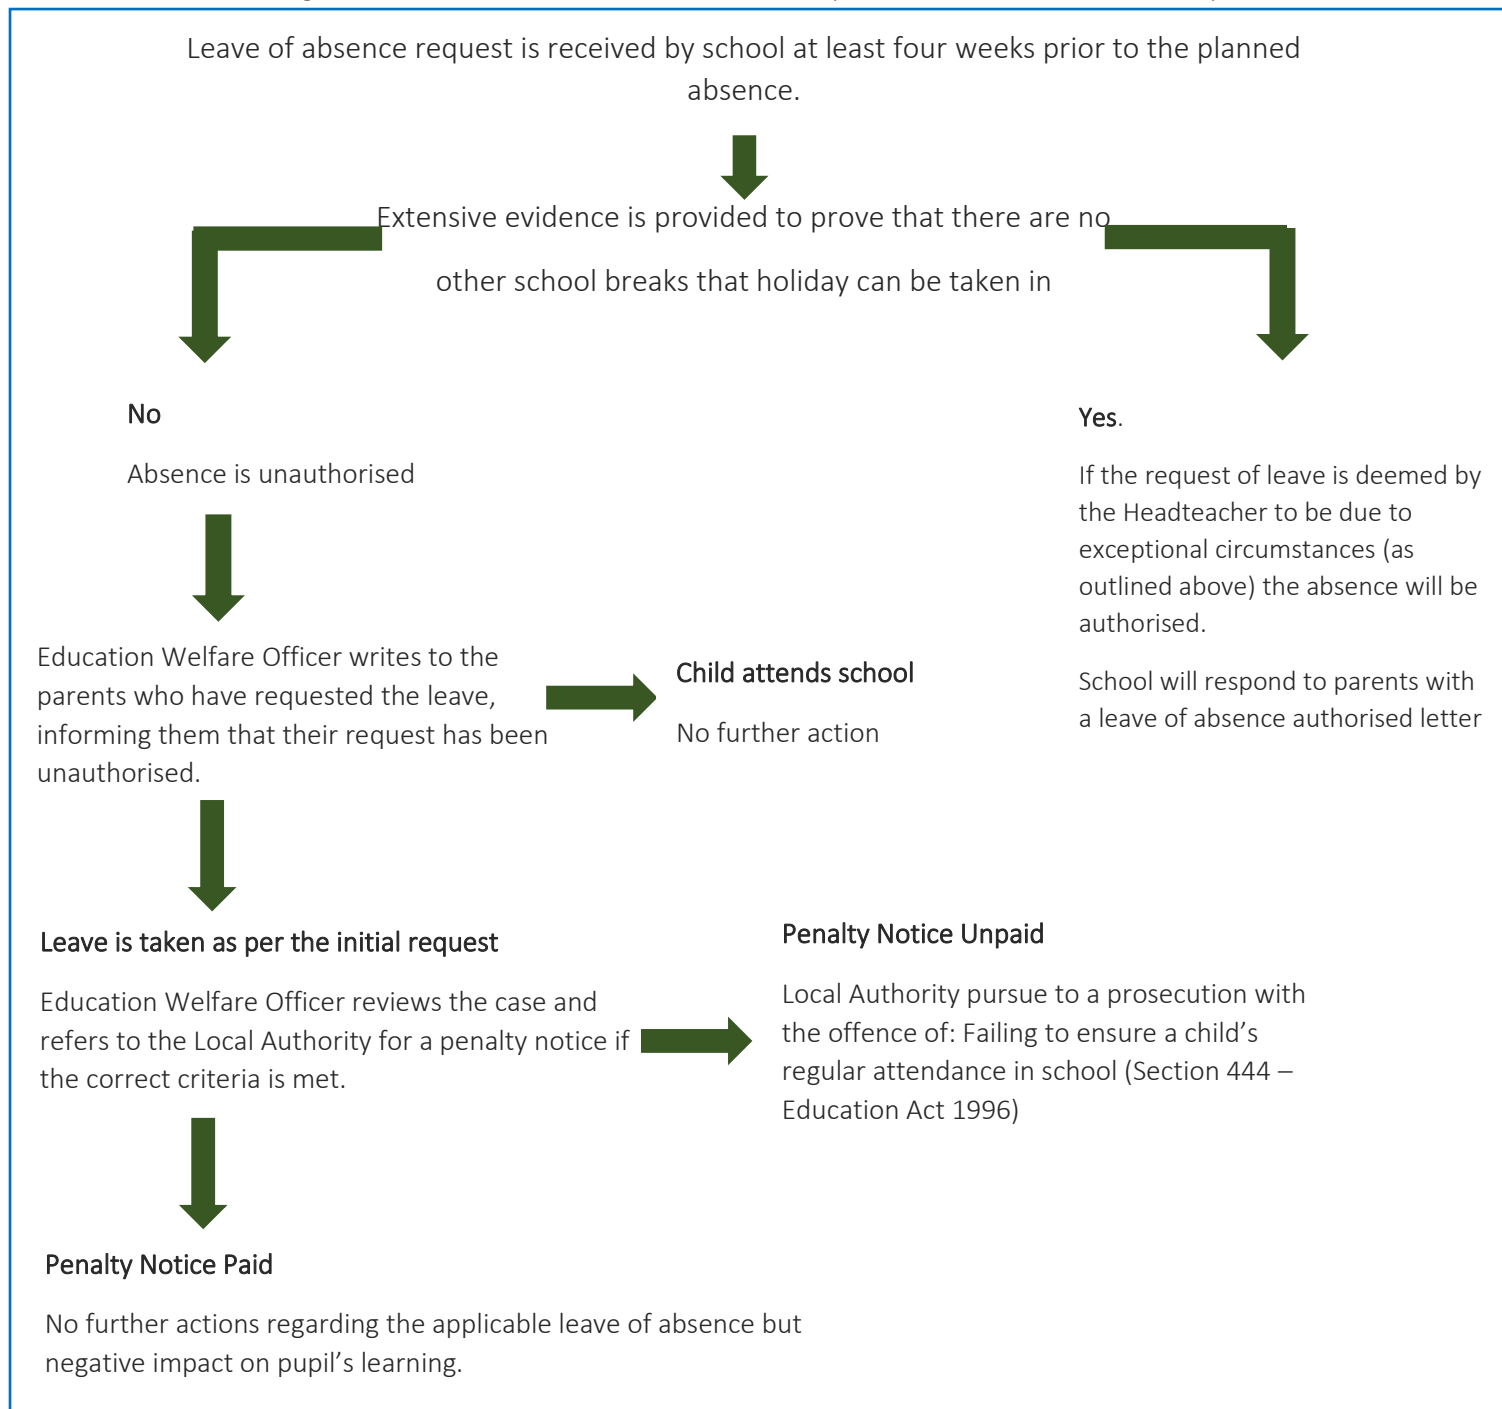 Leave of absence request is received by school at least four weeks prior to the planned
absence.
Extensive evidence is provided to prove that there are no
other school breaks that holiday can be taken in
No
Absence is unauthorised
Yes.
If the request of leave is deemed by
the Headteacher to be due to
exceptional circumstances (as
outlined above) the absence will be
authorised.
School will respond to parents with
a leave of absence authorised letter
Education Welfare Officer writes to the
parents who have requested the leave,
informing them that their request has been
unauthorised.
Child attends school
No further action
Leave is taken as per the initial request
Education Welfare Officer reviews the case and
refers to the Local Authority for a penalty notice if
the correct criteria is met.
Penalty Notice Unpaid
Local Authority pursue to a prosecution with
the offence of: Failing to ensure a child’s
regular attendance in school (Section 444 –
Education Act 1996)
Penalty Notice Paid
No further actions regarding the applicable leave of absence but
negative impact on pupil’s learning.